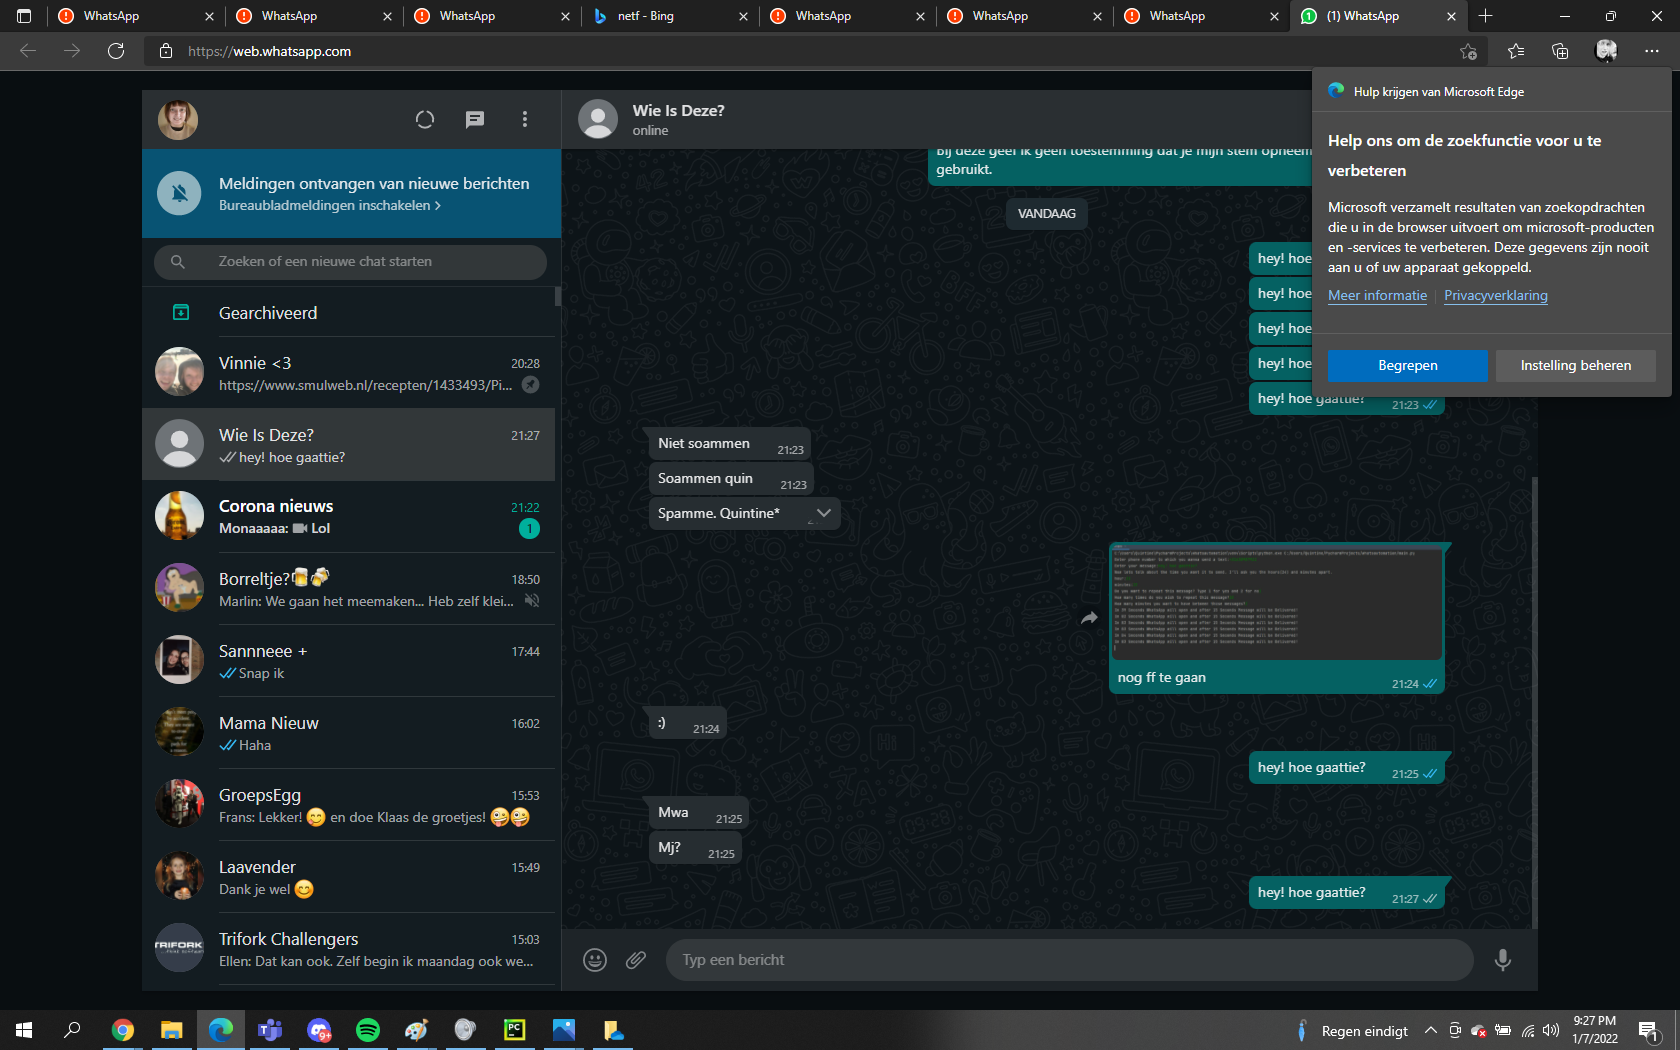 WhatsApp
WhatsApp
WhatsApp
netf - Bing
WhatsApp
WhatsApp
WhatsApp
(1) WhatsApp
https://web.whatsapp.com
Hulp krijgen van Microsoft Edge
Help ons om de zoekfunctie voor u te
verbeteren
Microsoft verzamelt resultaten van zoekopdrachten
die u in de browser uitvoert om microsoft-producten
en -services te verbeteren. Deze gegevens zijn nooit
aan u of uw apparaat gekoppeld.
Meer informatie
Privacyverklaring
Begrepen
Instelling beheren
Meldingen ontvangen van nieuwe berichten
Bureaubladmeldingen inschakelen >
Zoeken of een nieuwe chat starten
Gearchiveerd
Vinnie <3 20:28
https://www.smulweb.nl/recepten/1433493/Pi...
Wie Is Deze? 21:27
hey! hoe gaattie?
Corona nieuws 21:22
Monaaaaa: Lol 1
Borreltje?🍺🍻 18:50
Marlin: We gaan het meemaken... Heb zelf klei...
Sannneee + 17:44
Snap ik
Mama Nieuw 16:02
Haha
GroepsEgg 15:53
Frans: Lekker! 😋 en doe Klaas de groetjes! 🤪🤪
Laavender 15:49
Dank je wel 😊
TRIFORK
Trifork Challengers 15:03
Ellen: Dat kan ook. Zelf begin ik maandag ook we...
Wie Is Deze?
online
Bij deze geef ik geen toestemming dat je mijn stem opneem
gebruikt.
VANDAAG
hey! hoe
hey! hoe
hey! hoe
hey! hoe
hey! hoe gaattie? 21:23
Niet soammen 21:23
Soammen quin 21:23
Spamme. Quintine*
nog ff te gaan 21:24
:) 21:24
hey! hoe gaattie? 21:25
Mwa 21:25
Mj? 21:25
hey! hoe gaattie? 21:27
Typ een bericht
9+
PC
Regen eindigt
9:27 PM
1/7/2022
1